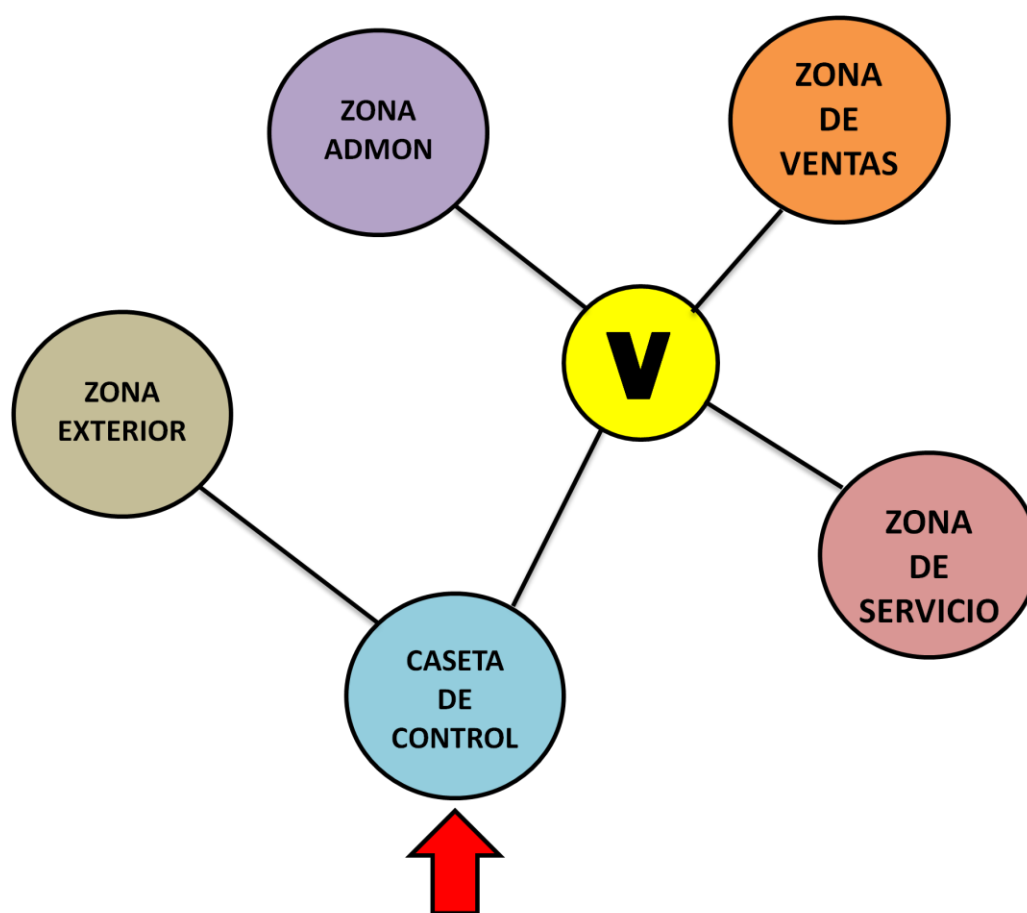 ZONA
ADMON
ZONA
DE
VENTAS
V
ZONA
EXTERIOR
ZONA
DE
SERVICIO
CASETA
DE
CONTROL